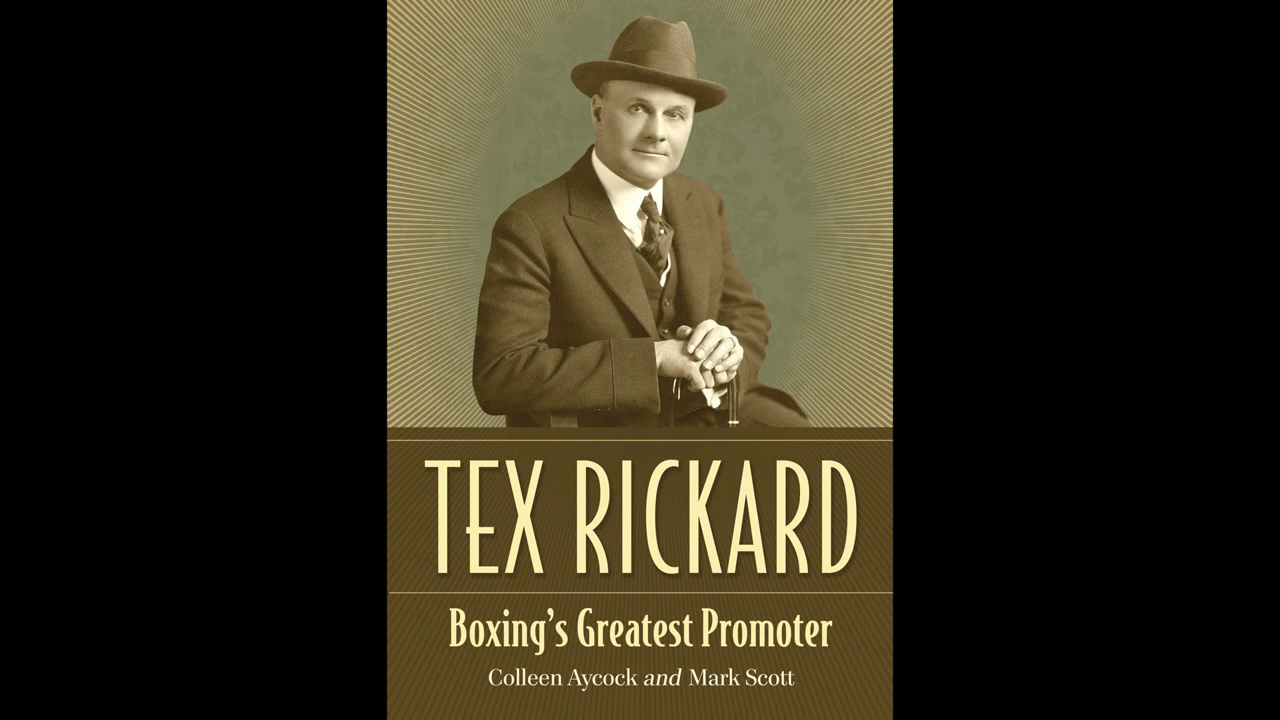 TEX RICKARD
Boxing's Greatest Promoter
Colleen Aycock and Mark Scott